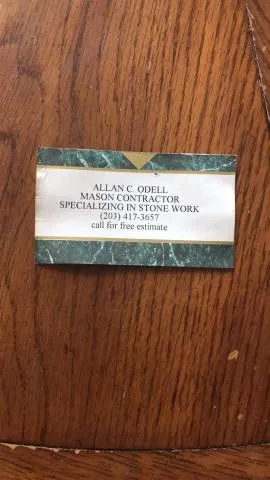 ALLAN C. ODELL
MASON CONTRACTOR
SPECIALIZING IN STONE WORK
(203) 417-3657
call for free estimate